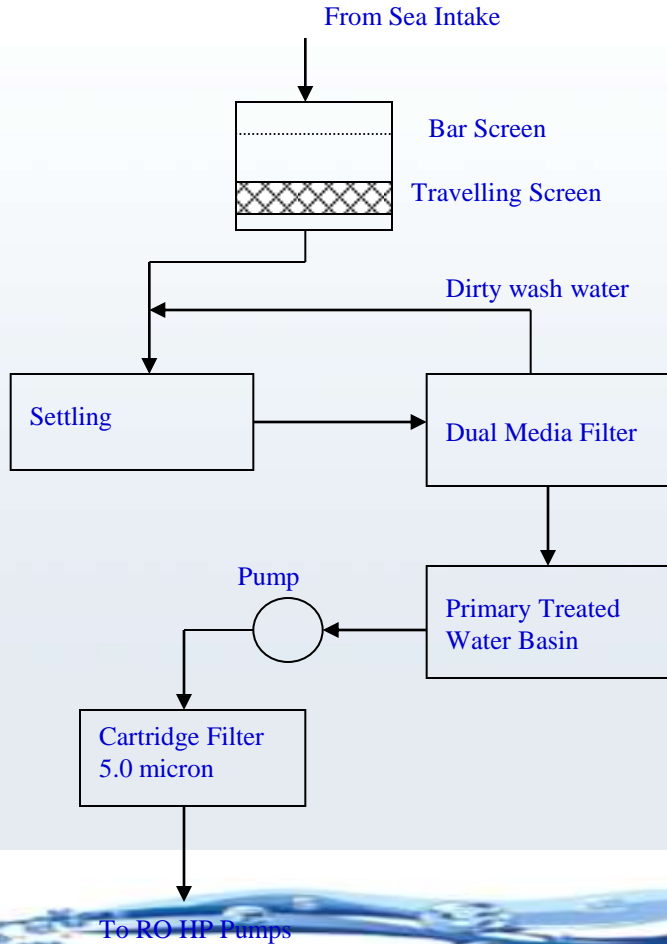 From Sea Intake
Bar Screen
Travelling Screen
Dirty wash water
Settling
Dual Media Filter
Pump
Primary Treated
Water Basin
Cartridge Filter
5.0 micron
To RO HP Pumps